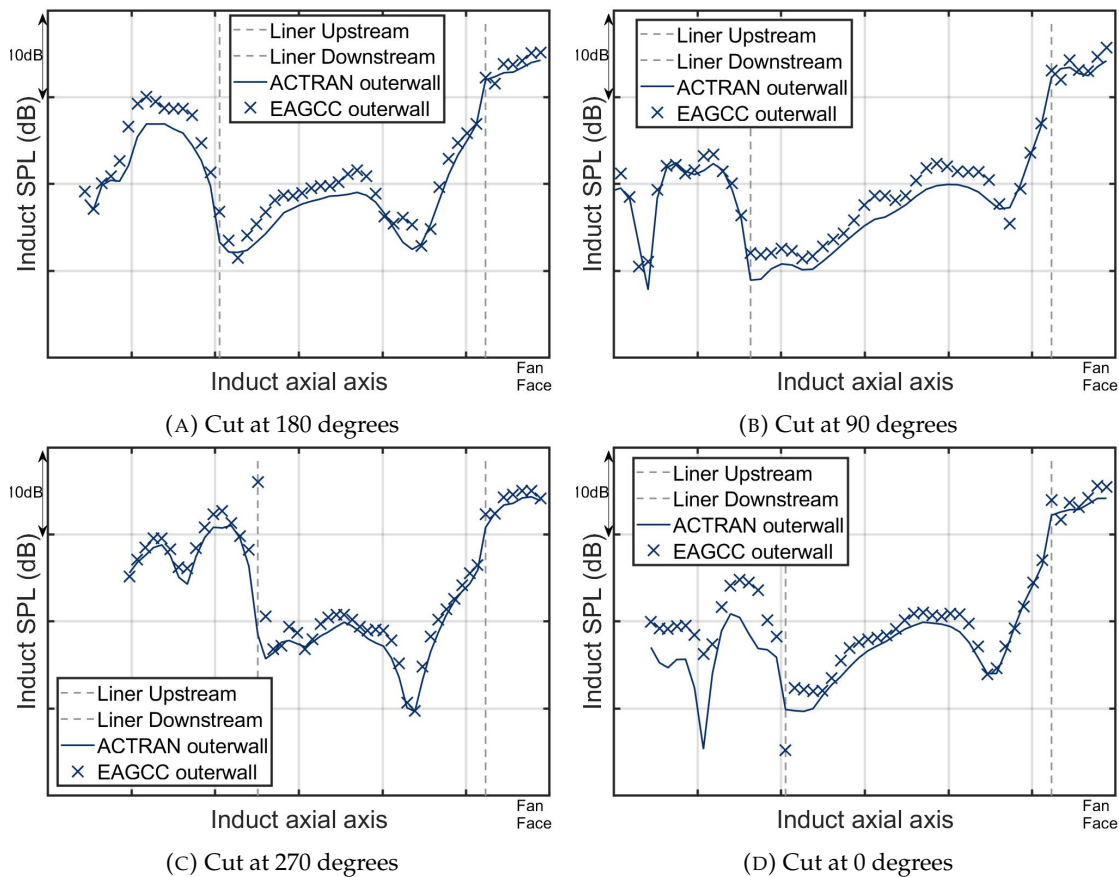 10dB
Induct SPL (dB)
Liner Upstream
Liner Downstream
ACTRAN outerwall
EAGCC outerwall
Induct axial axis
Fan
Face
(A) Cut at 180 degrees
10dB
Induct SPL (dB)
Liner Upstream
Liner Downstream
ACTRAN outerwall
EAGCC outerwall
Induct axial axis
Fan
Face
(B) Cut at 90 degrees
10dB
Induct SPL (dB)
Liner Upstream
Liner Downstream
ACTRAN outerwall
EAGCC outerwall
Induct axial axis
Fan
Face
(C) Cut at 270 degrees
10dB
Induct SPL (dB)
Liner Upstream
Liner Downstream
ACTRAN outerwall
EAGCC outerwall
Induct axial axis
Fan
Face
(D) Cut at 0 degrees